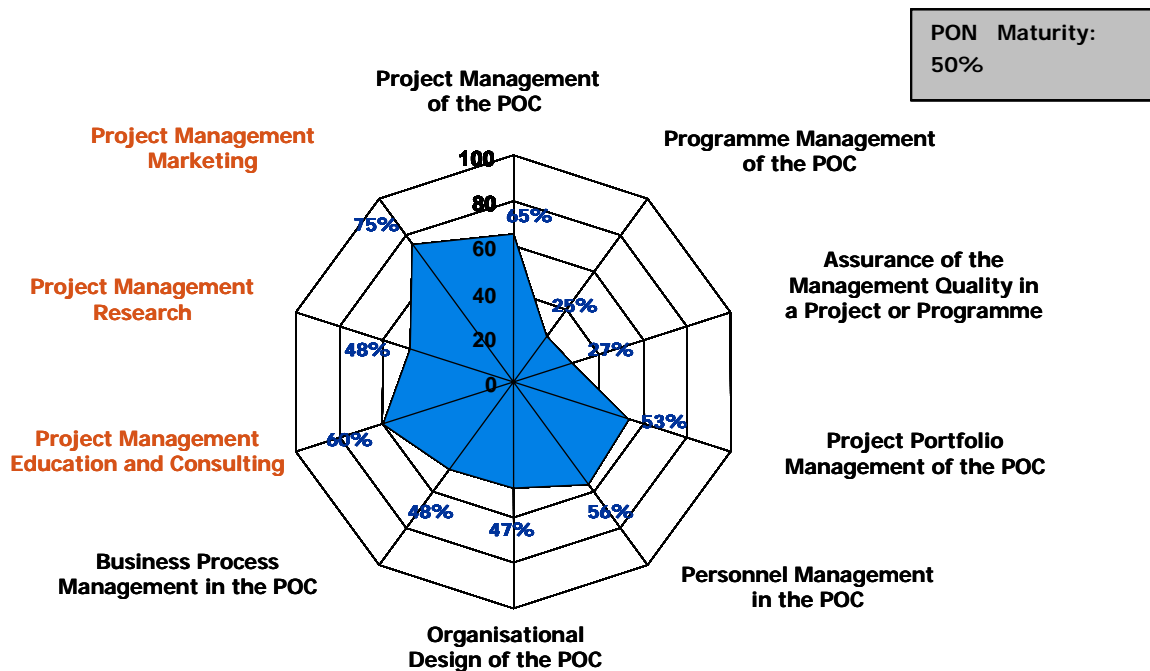 PON Maturity:
50%
Project Management
of the POC
Project Management
Marketing
Programme Management
of the POC
100
80
60
40
20
0
75%
65%
25%
27%
53%
56%
47%
48%
60%
48%
Assurance of the
Management Quality in
a Project or Programme
Project Management
Research
Project Management
Education and Consulting
Project Portfolio
Management of the POC
Business Process
Management in the POC
Personnel Management
in the POC
Organisational
Design of the POC